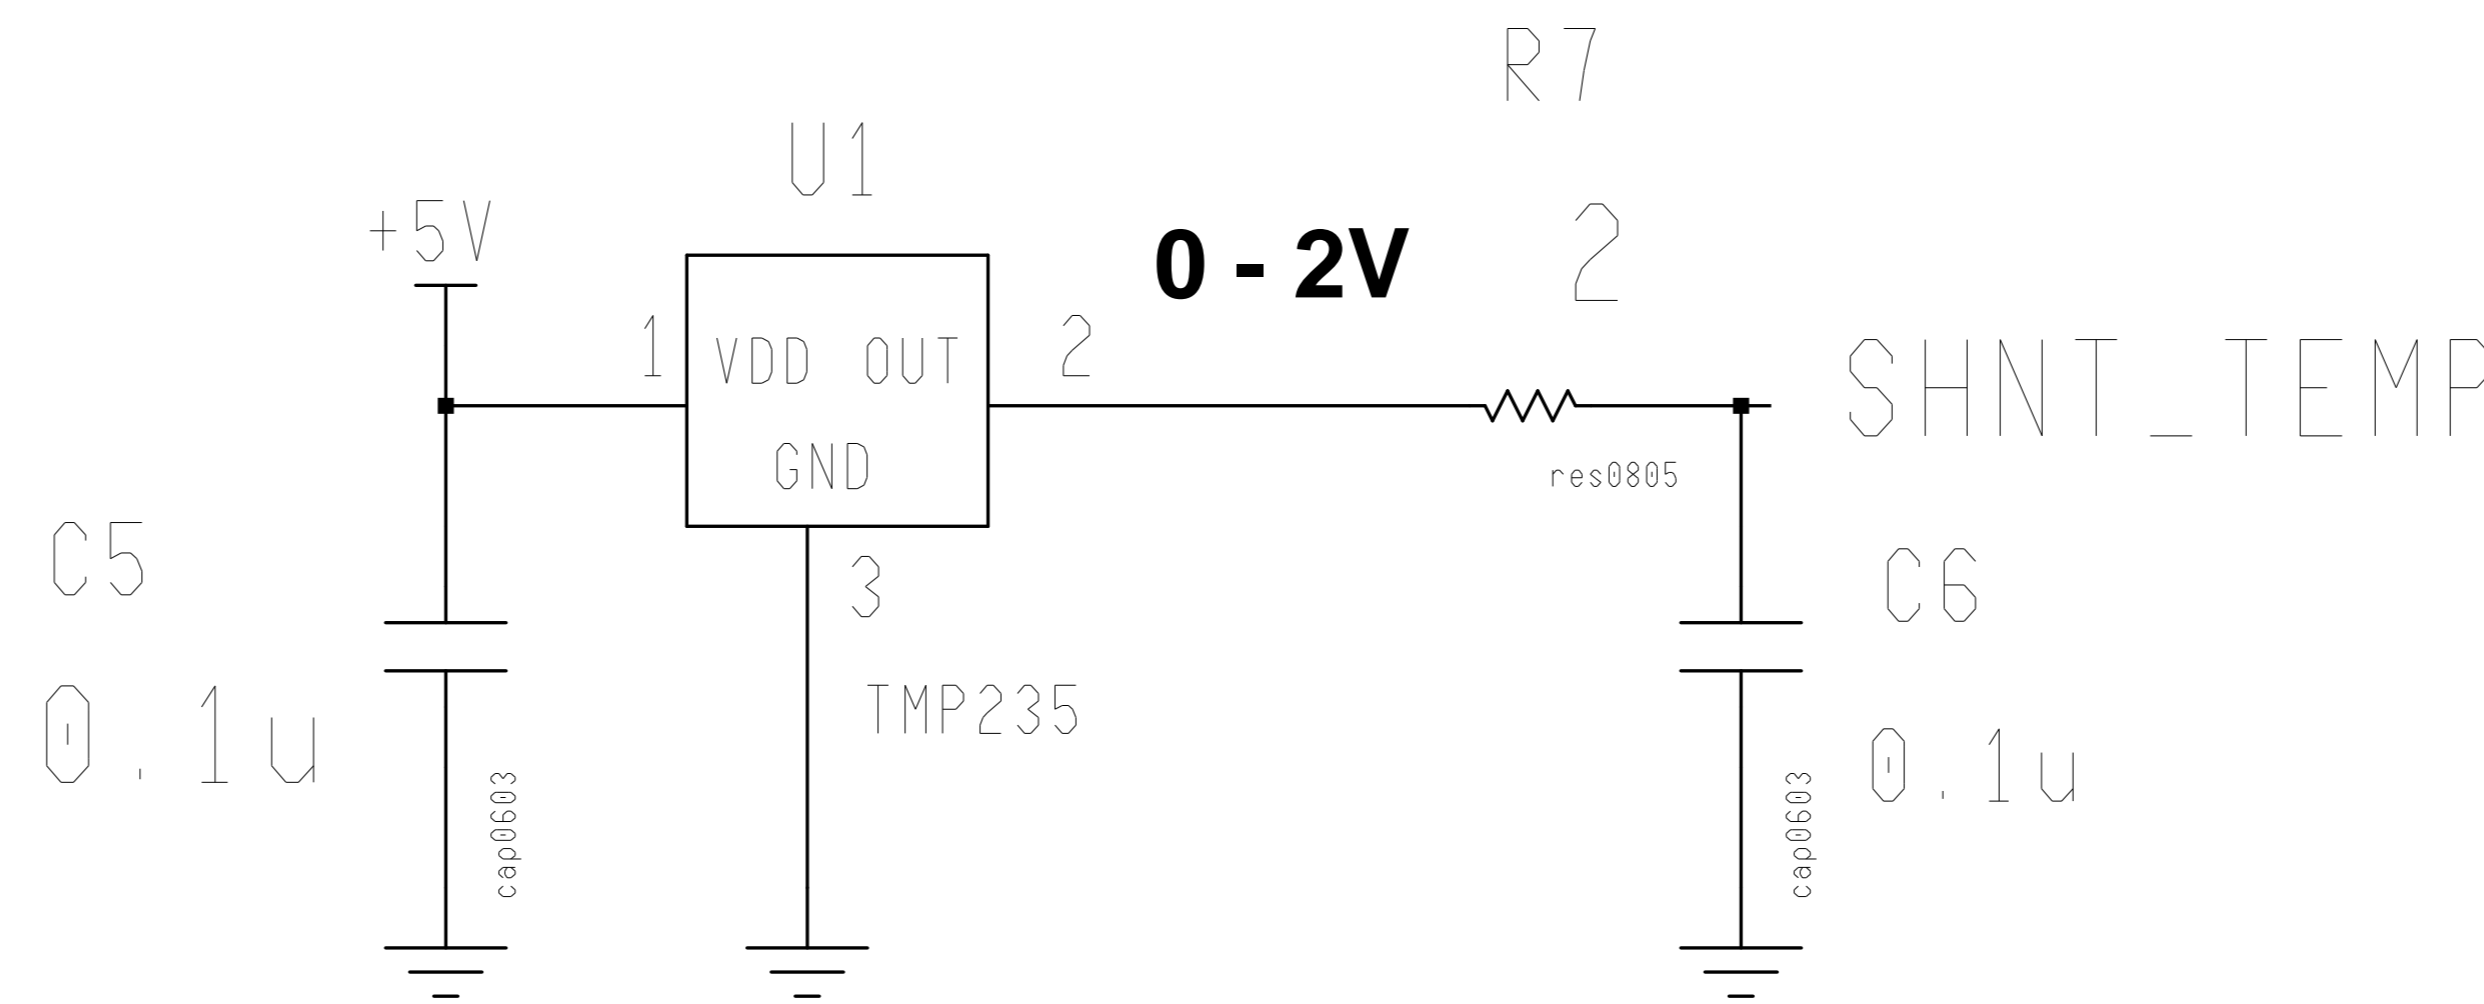 R7
U1
+5V
0 - 2V
2
1
VDD OUT
2
SHNT_TEMP
GND
res0805
C5
3
C6
0.1u
TMP235
0.1u
cap0603
cap0603